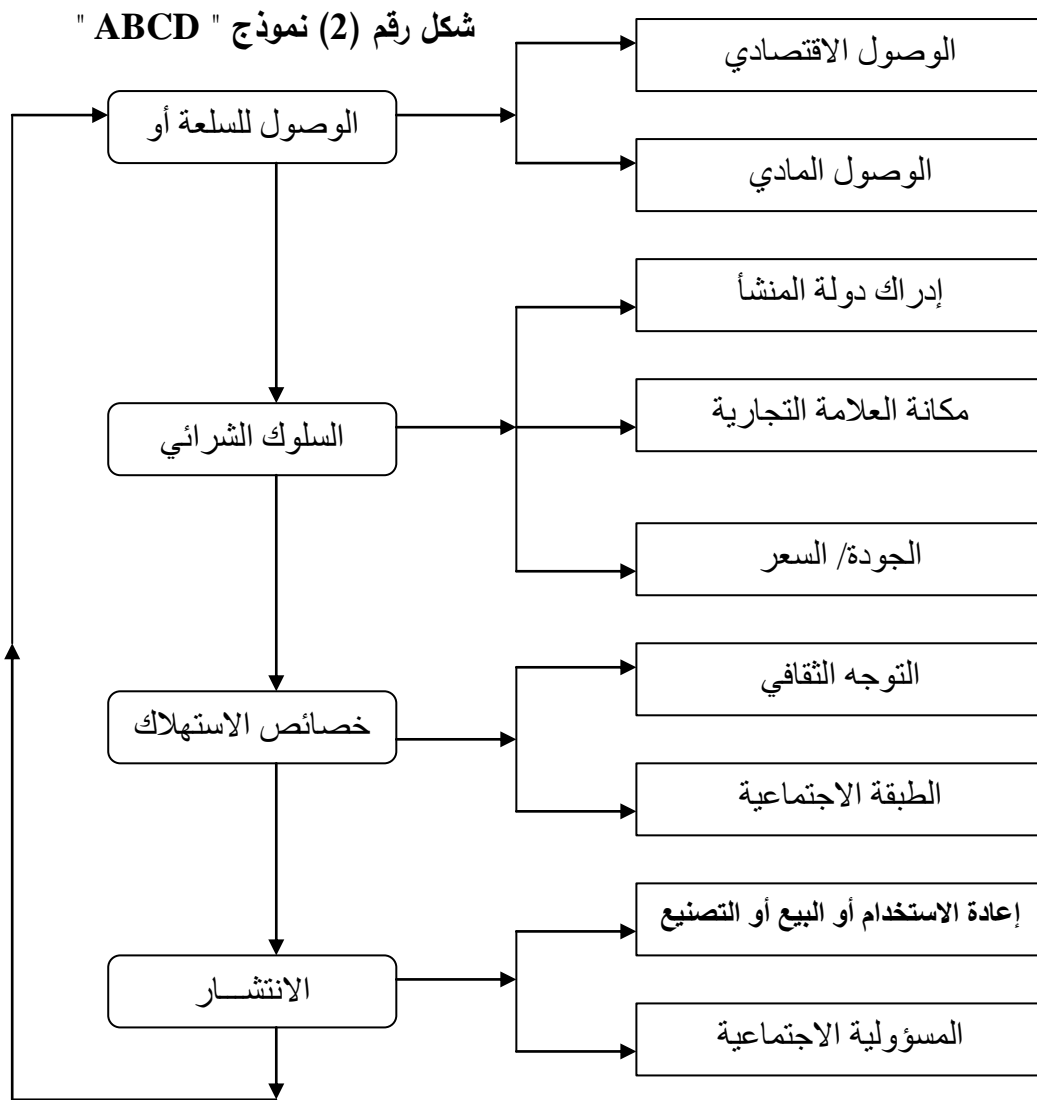 شكل رقم (2) نموذج " ABCD "
الوصول للسلعة أو
الوصول الاقتصادي
الوصول المادي
السلوك الشرائي
إدراك دولة المنشأ
مكانة العلامة التجارية
الجودة/ السعر
خصائص الاستهلاك
التوجه الثقافي
الطبقة الاجتماعية
الانتشـــار
إعادة الاستخدام أو البيع أو التصنيع
المسؤولية الاجتماعية